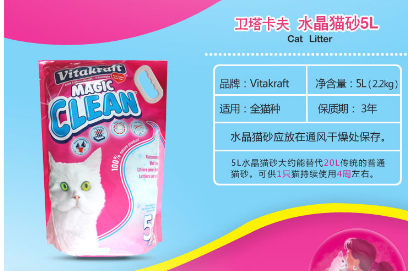 卫塔卡夫 水晶猫砂5L
Cat Litter
品牌：Vitakraft 净含量：5L (2.2kg)
适用：全猫种 保质期： 3年
水晶猫砂应放在通风干燥处保存。
5L水晶猫砂大约能替代20L传统的普通
猫砂。可供1只猫持续使用4周左右。
Vitakraft
MAGIC
CLEAN
100%
5